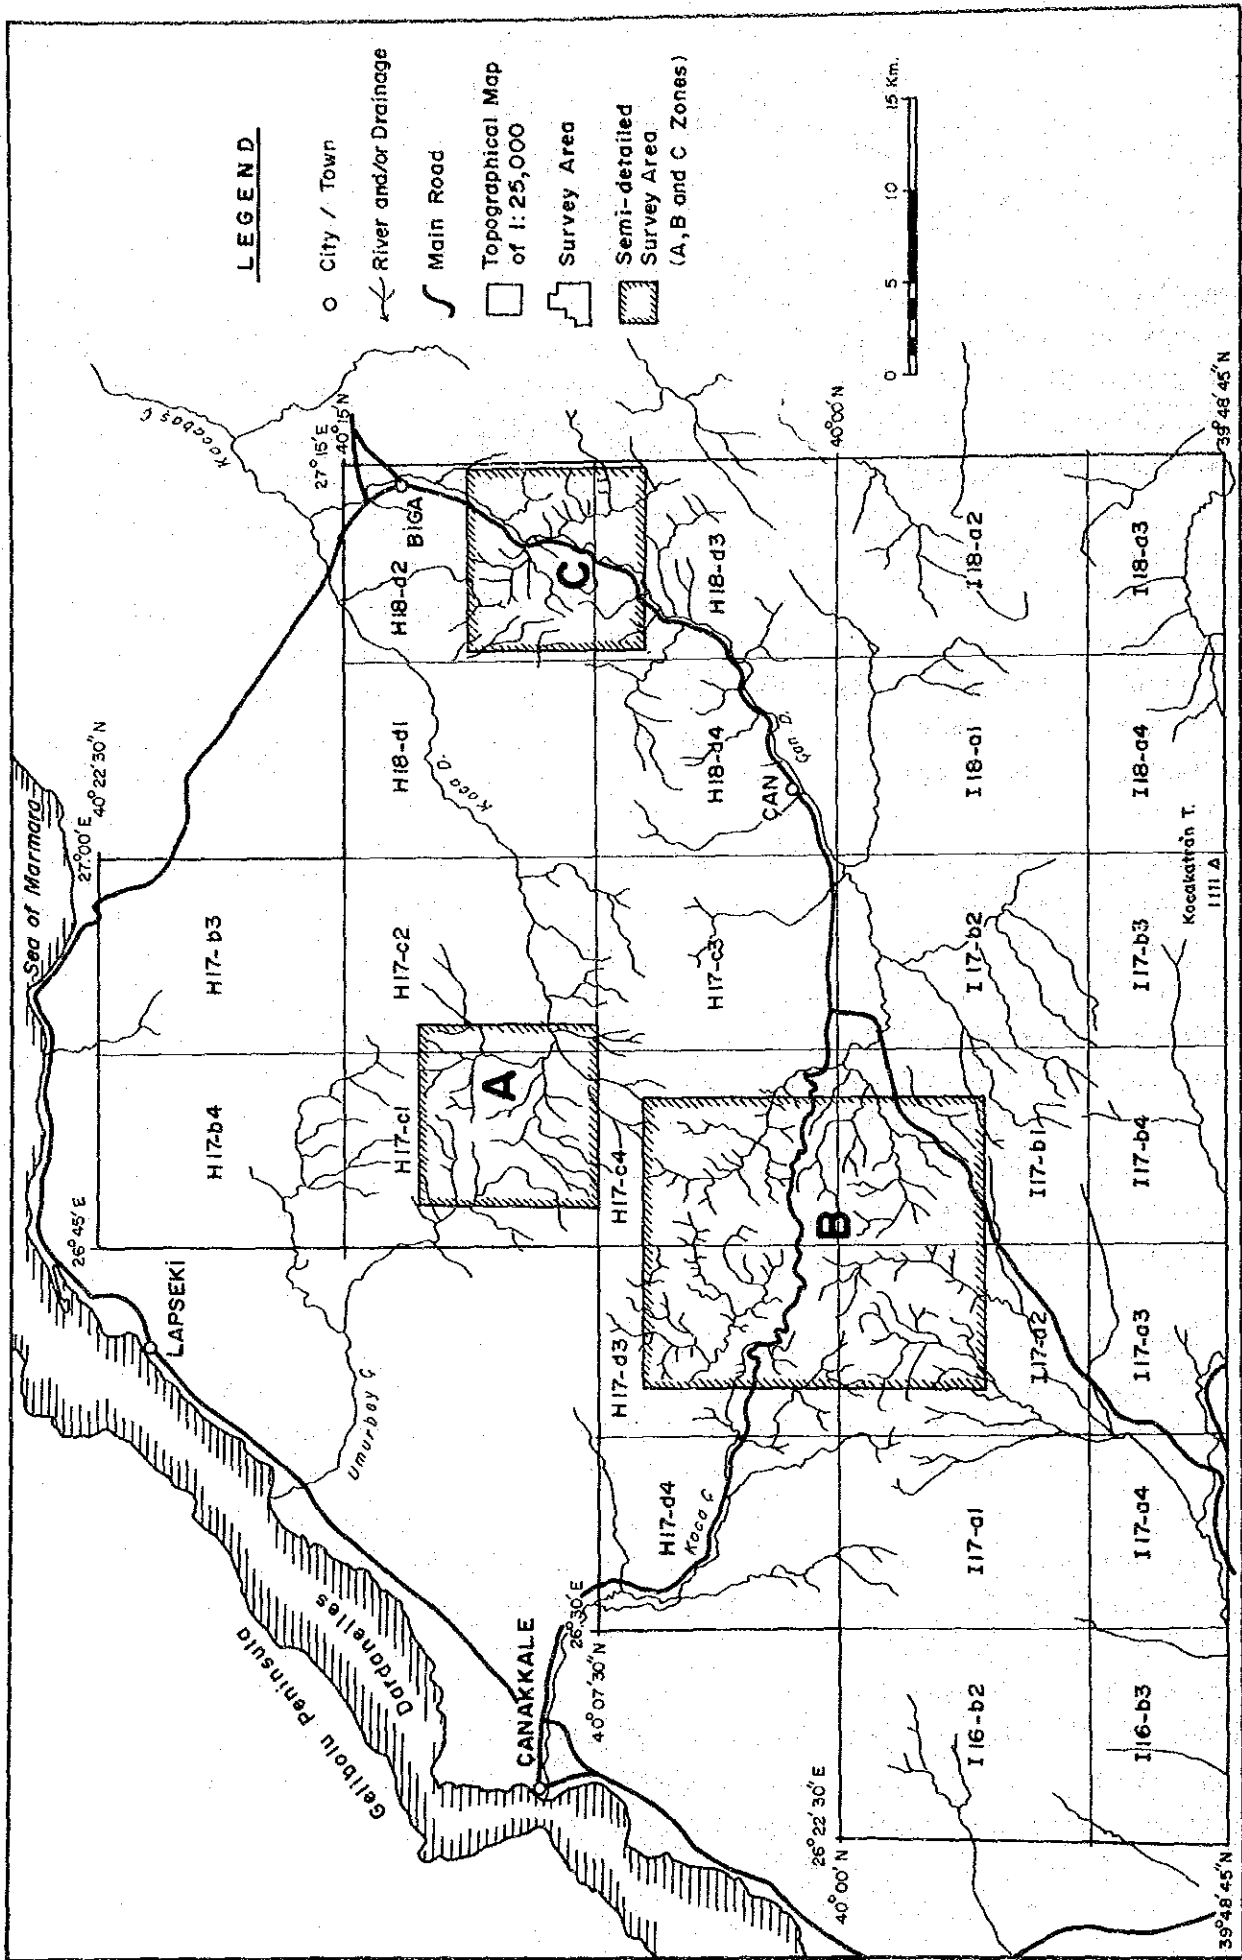 LEGEND
City / Town
River and/or Drainage
Main Road
Topographical Map
of 1:25,000
Survey Area
Semi-detailed
Survey Area
(A, B and C Zones)
0 5 10 15 Km.
Sea of Marmara
Gelibolu Peninsula
Dardanelles
LAPSEKİ
ÇANAKKALE
BİGA
ÇAN
Umurbey Ç
Kocabaş Ç
Koca D.
Çan D.
Koca Ç
Kocakatran T.
1111 Δ
26°45'E
27°00'E
40°22'30"N
27°15'E
40°15'N
26°30'E
40°07'30"N
26°22'30"E
40°00'N
40°00'N
39°48'45"N
39°48'45"N
H17-b4
H17-b3
H17-c1
H17-c2
H18-d1
H18-d2
H17-d4
H17-d3
H17-c4
H17-c3
H18-d4
H18-d3
I16-b2
I17-a1
I17-a2
I17-b1
I17-b2
I18-a1
I18-a2
I16-b3
I17-a4
I17-a3
I17-b4
I17-b3
I18-a4
I18-a3
A
B
C